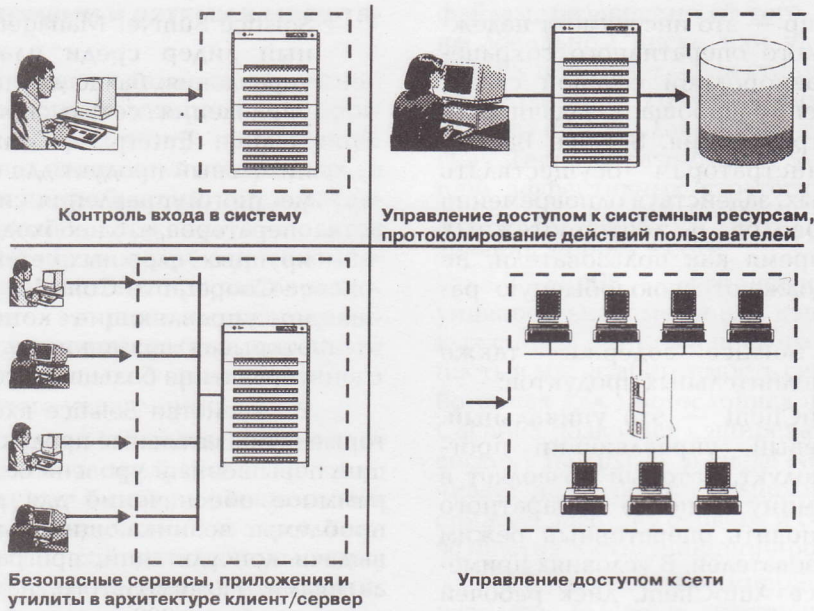 Контроль входа в систему
Управление доступом к системным ресурсам,
протоколирование действий пользователей
Безопасные сервисы, приложения и
утилиты в архитектуре клиент/сервер
Управление доступом к сети